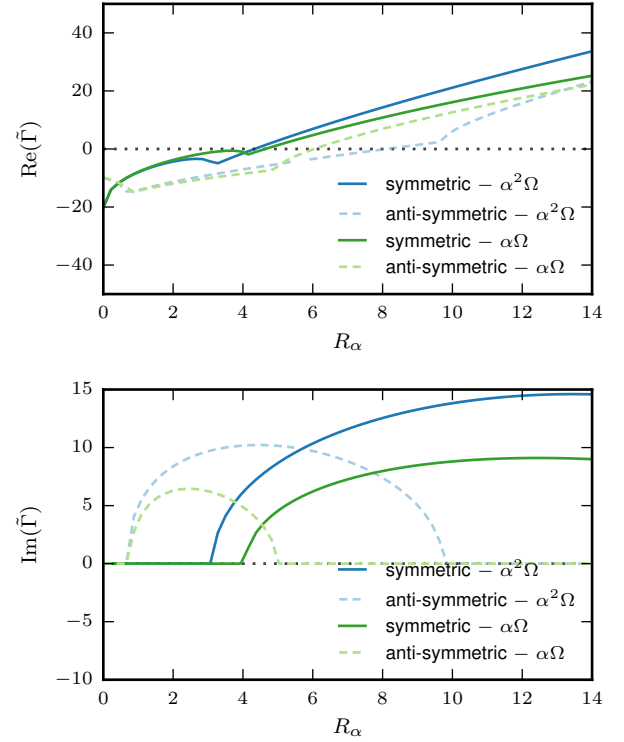 Re(Γ̃)
40
20
0
−20
−40
symmetric − α²Ω
anti-symmetric − α²Ω
symmetric − αΩ
anti-symmetric − αΩ
0 2 4 6 8 10 12 14
R_α
Im(Γ̃)
15
10
5
0
−5
−10
symmetric − α²Ω
anti-symmetric − α²Ω
symmetric − αΩ
anti-symmetric − αΩ
0 2 4 6 8 10 12 14
R_α